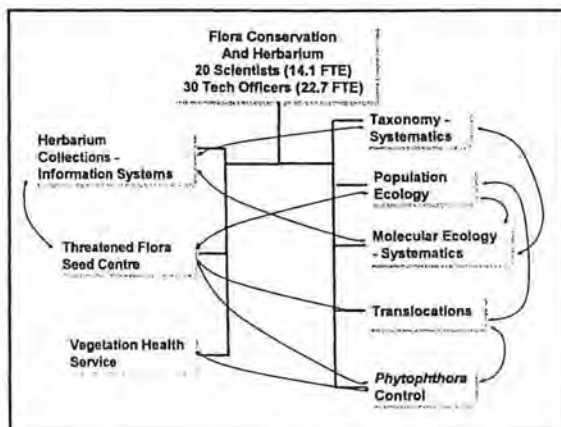 Flora Conservation
And Herbarium
20 Scientists (14.1 FTE)
30 Tech Officers (22.7 FTE)
Herbarium
Collections -
Information Systems
Threatened Flora
Seed Centre
Vegetation Health
Service
Taxonomy -
Systematics
Population
Ecology
Molecular Ecology
- Systematics
Translocations
Phytophthora
Control